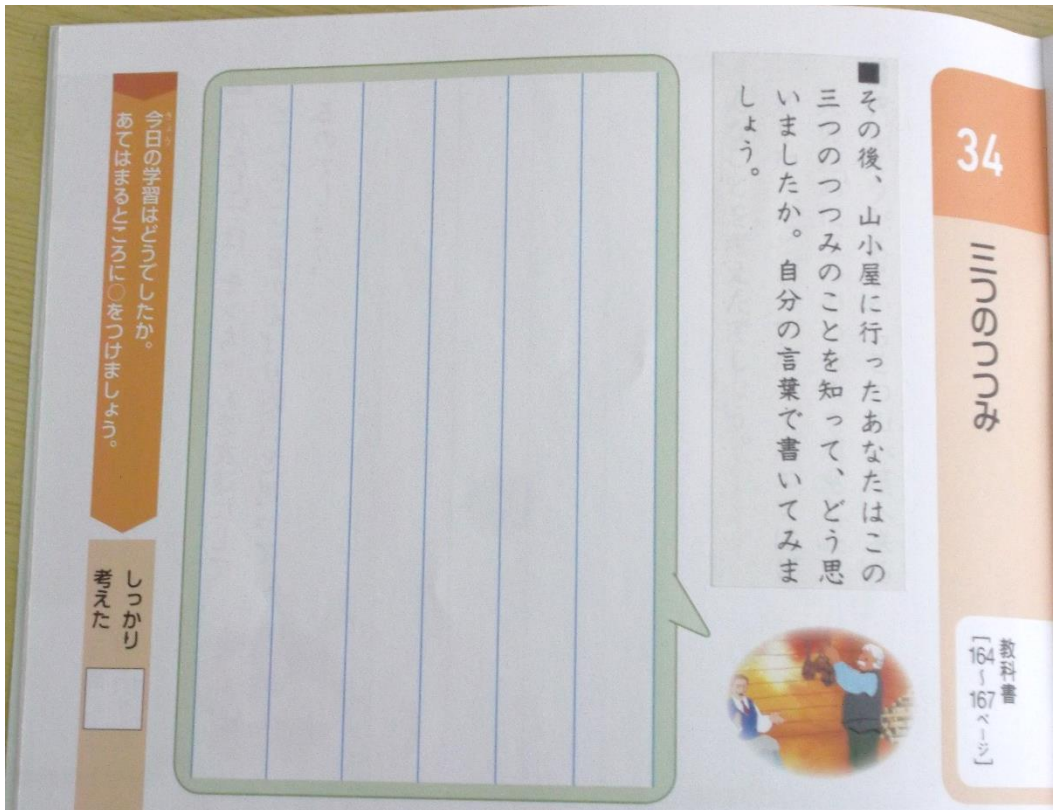 34
三つのつつみ
教科書
[164～167ページ]
■その後、山小屋に行ったあなたはこの
三つのつつみのことを知って、どう思
いましたか。自分の言葉で書いてみま
しょう。
今日の学習はどうでしたか。
あてはまるところに○をつけましょう。
しっかり
考えた